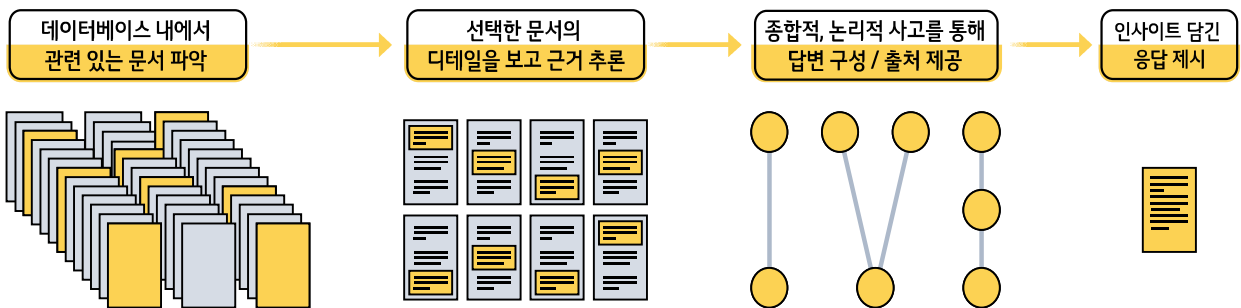 데이터베이스 내에서
관련 있는 문서 파악
선택한 문서의
디테일을 보고 근거 추론
종합적, 논리적 사고를 통해
답변 구성 / 출처 제공
인사이트 담긴
응답 제시